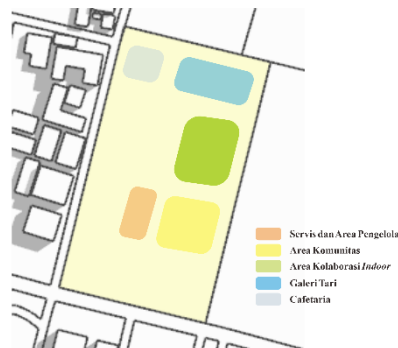 Servis dan Area Pengelola
Area Komunitas
Area Kolaborasi Indoor
Galeri Tari
Cafetaria